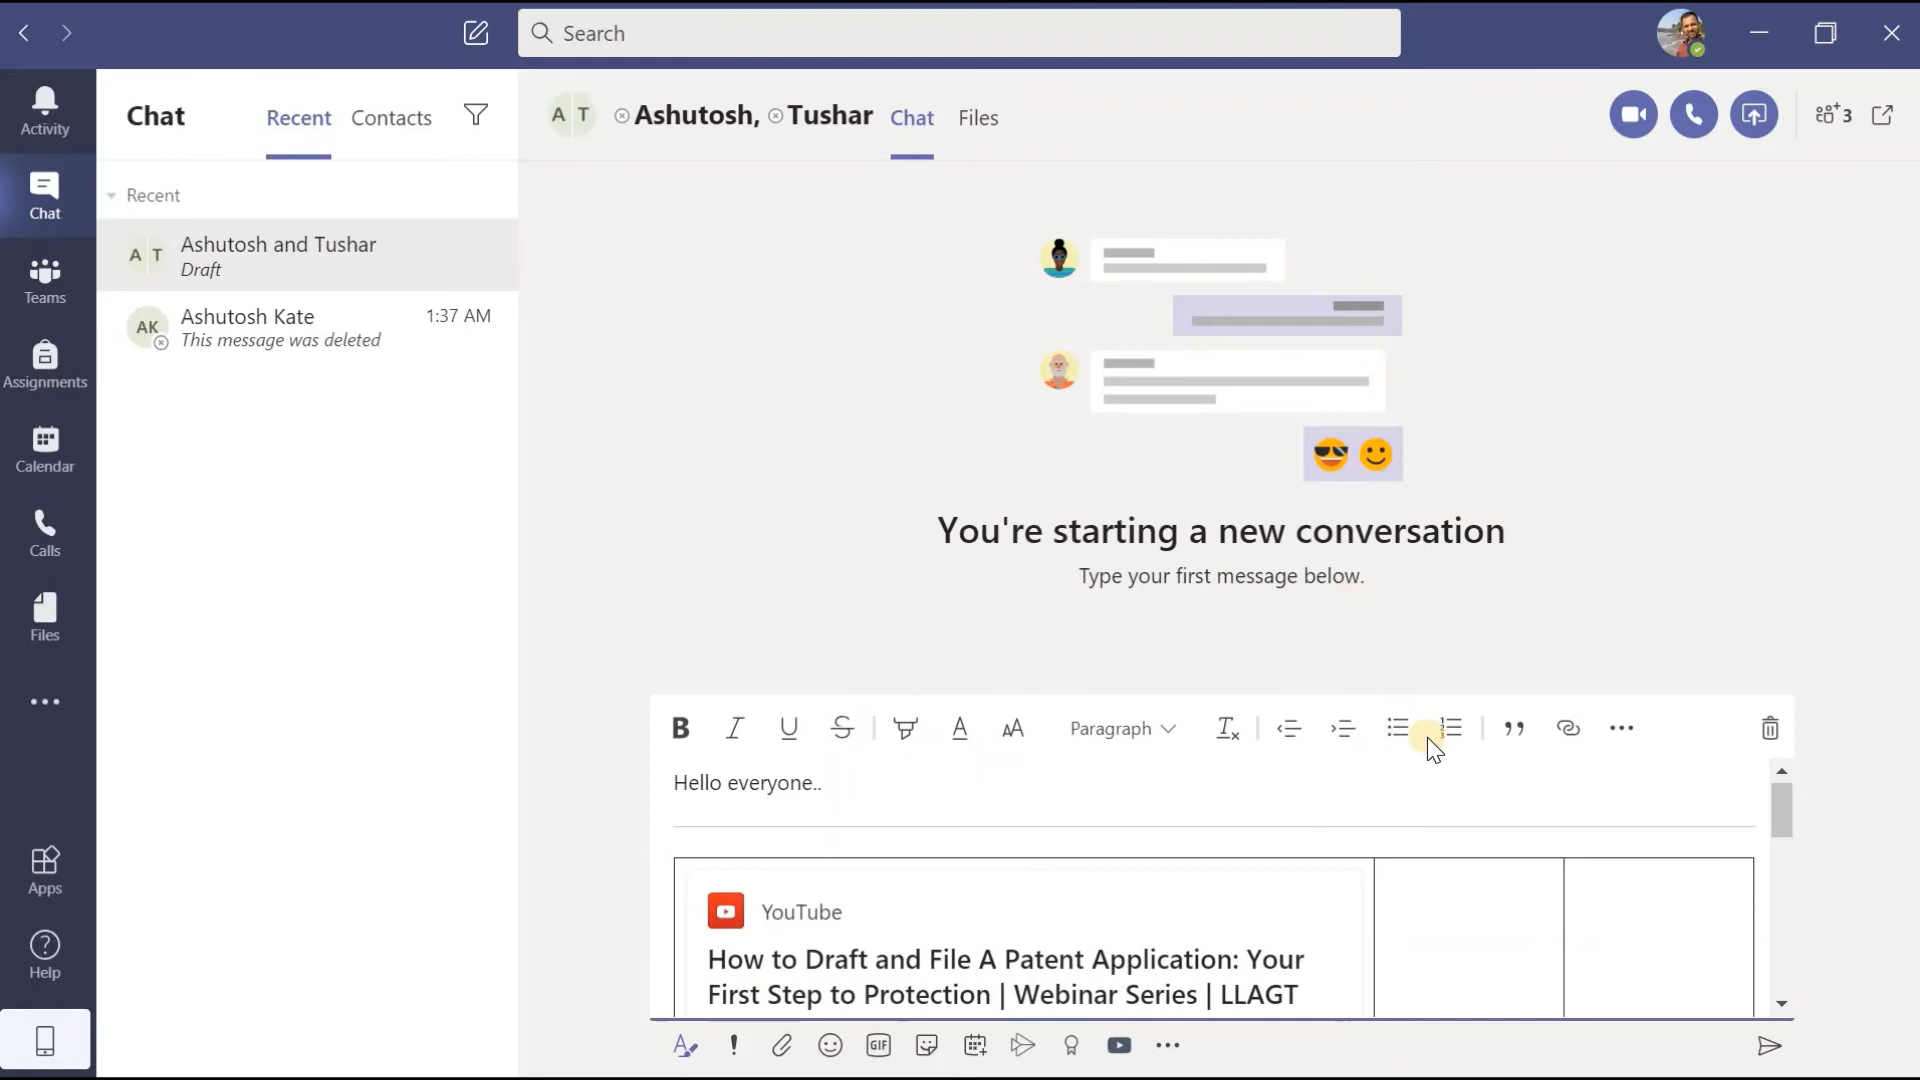 Search
Activity
Chat
Teams
Assignments
Calendar
Calls
Files
Apps
Help
Chat
Recent
Contacts
Recent
A T
Ashutosh and Tushar
Draft
AK
Ashutosh Kate
1:37 AM
This message was deleted
A T
Ashutosh, Tushar
Chat
Files
3
You're starting a new conversation
Type your first message below.
B I U S A AA Paragraph
Hello everyone..
YouTube
How to Draft and File A Patent Application: Your
First Step to Protection | Webinar Series | LLAGT
GIF